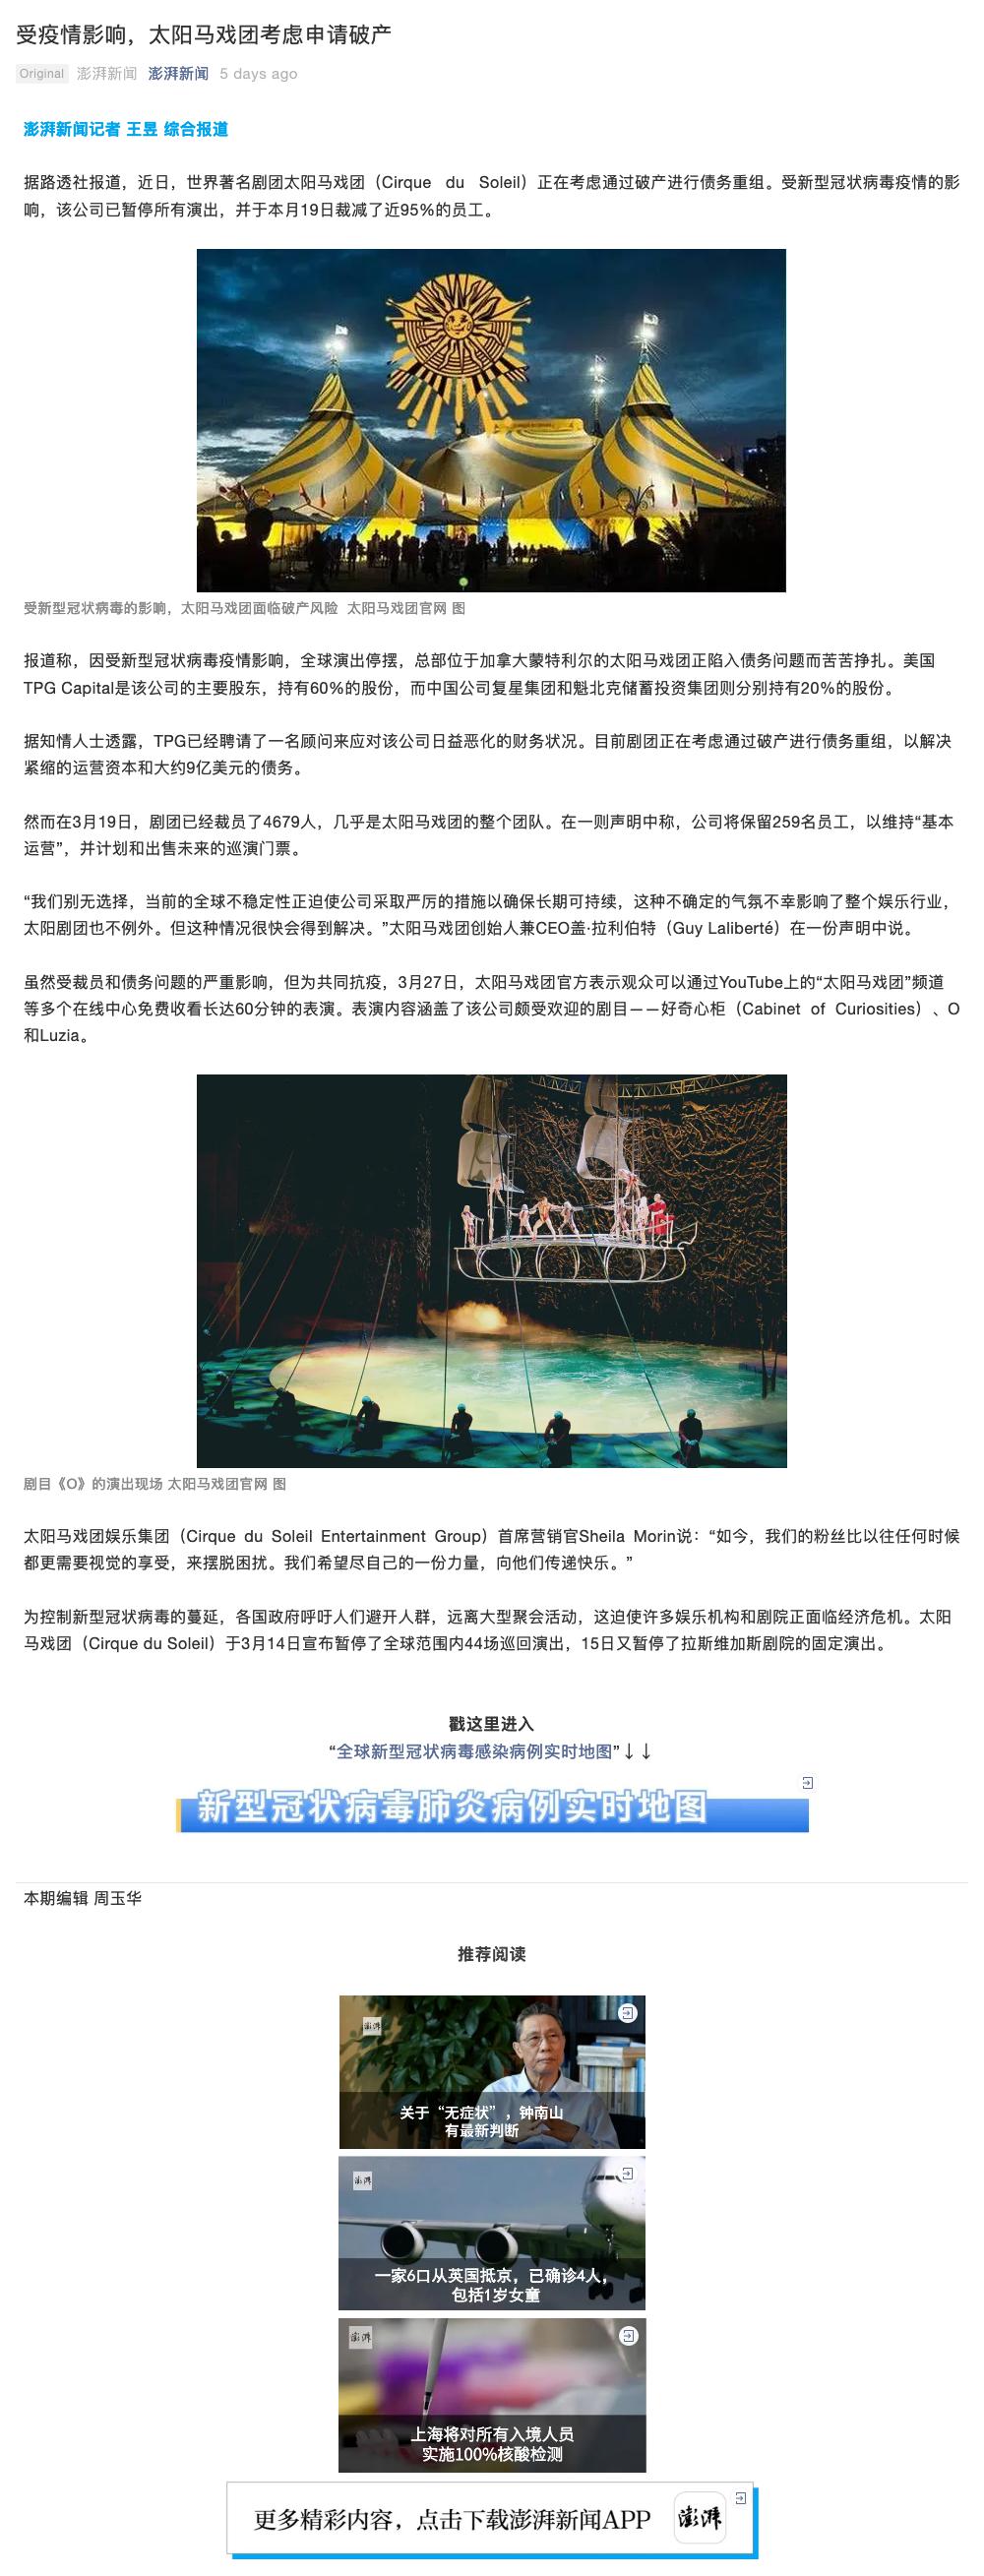 受疫情影响，太阳马戏团考虑申请破产
Original 澎湃新闻 澎湃新闻 5 days ago
澎湃新闻记者 王昱 综合报道
据路透社报道，近日，世界著名剧团太阳马戏团（Cirque du Soleil）正在考虑通过破产进行债务重组。受新型冠状病毒疫情的影
响，该公司已暂停所有演出，并于本月19日裁减了近95%的员工。
受新型冠状病毒的影响，太阳马戏团面临破产风险 太阳马戏团官网 图
报道称，因受新型冠状病毒疫情影响，全球演出停摆，总部位于加拿大蒙特利尔的太阳马戏团正陷入债务问题而苦苦挣扎。美国
TPG Capital是该公司的主要股东，持有60%的股份，而中国公司复星集团和魁北克储蓄投资集团则分别持有20%的股份。
据知情人士透露，TPG已经聘请了一名顾问来应对该公司日益恶化的财务状况。目前剧团正在考虑通过破产进行债务重组，以解决
紧缩的运营资本和大约9亿美元的债务。
然而在3月19日，剧团已经裁员了4679人，几乎是太阳马戏团的整个团队。在一则声明中称，公司将保留259名员工，以维持“基本
运营”，并计划和出售未来的巡演门票。
“我们别无选择，当前的全球不稳定性正迫使公司采取严厉的措施以确保长期可持续，这种不确定的气氛不幸影响了整个娱乐行业，
太阳剧团也不例外。但这种情况很快会得到解决。”太阳马戏团创始人兼CEO盖·拉利伯特（Guy Laliberté）在一份声明中说。
虽然受裁员和债务问题的严重影响，但为共同抗疫，3月27日，太阳马戏团官方表示观众可以通过YouTube上的“太阳马戏团”频道
等多个在线中心免费收看长达60分钟的表演。表演内容涵盖了该公司颇受欢迎的剧目——好奇心柜（Cabinet of Curiosities）、O
和Luzia。
剧目《O》的演出现场 太阳马戏团官网 图
太阳马戏团娱乐集团（Cirque du Soleil Entertainment Group）首席营销官Sheila Morin说：“如今，我们的粉丝比以往任何时候
都更需要视觉的享受，来摆脱困扰。我们希望尽自己的一份力量，向他们传递快乐。”
为控制新型冠状病毒的蔓延，各国政府呼吁人们避开人群，远离大型聚会活动，这迫使许多娱乐机构和剧院正面临经济危机。太阳
马戏团（Cirque du Soleil）于3月14日宣布暂停了全球范围内44场巡回演出，15日又暂停了拉斯维加斯剧院的固定演出。
戳这里进入
“全球新型冠状病毒感染病例实时地图”↓↓
新型冠状病毒肺炎病例实时地图
本期编辑 周玉华
推荐阅读
澎湃
关于“无症状”，钟南山
有最新判断
澎湃
一家6口从英国抵京，已确诊4人，
包括1岁女童
澎湃
上海将对所有入境人员
实施100%核酸检测
更多精彩内容，点击下载澎湃新闻APP 澎湃